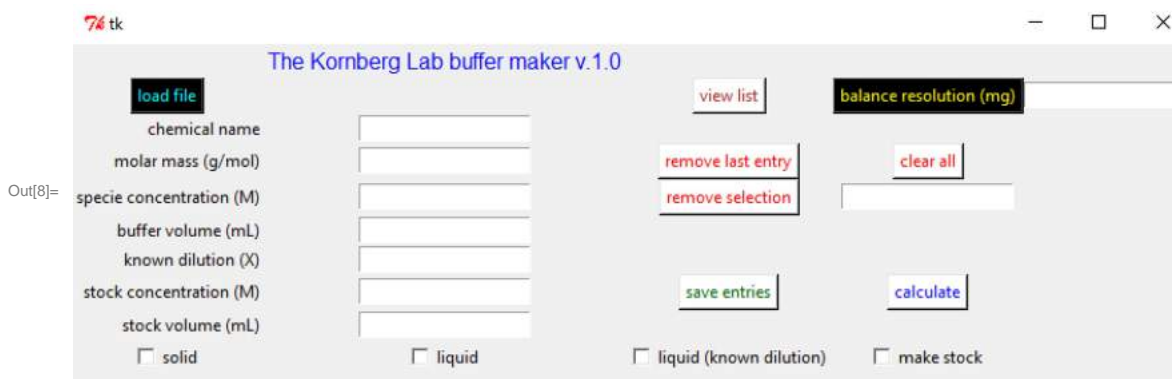 tk
The Kornberg Lab buffer maker v.1.0
load file view list balance resolution (mg)
chemical name
molar mass (g/mol) remove last entry clear all
Out[8]= specie concentration (M) remove selection
buffer volume (mL)
known dilution (X)
stock concentration (M) save entries calculate
stock volume (mL)
solid liquid liquid (known dilution) make stock